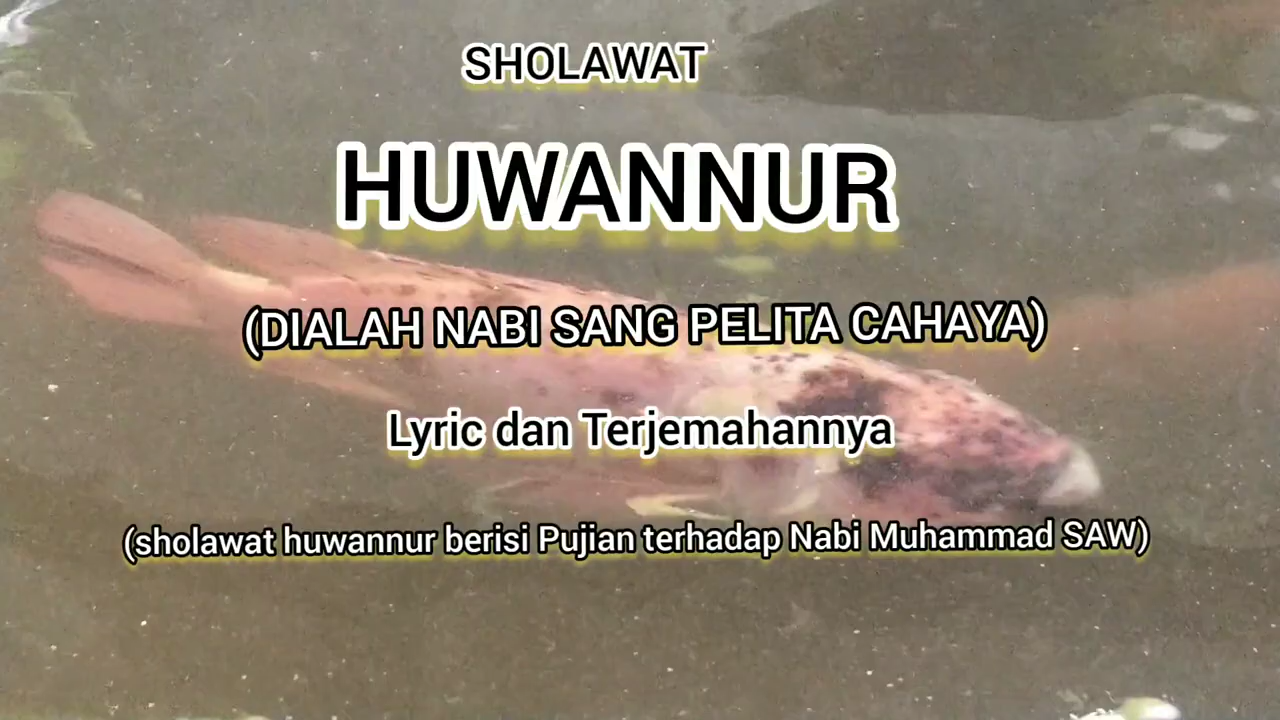 SHOLAWAT
HUWANNUR
(DIALAH NABI SANG PELITA CAHAYA)
Lyric dan Terjemahannya
(sholawat huwannur berisi Pujian terhadap Nabi Muhammad SAW)